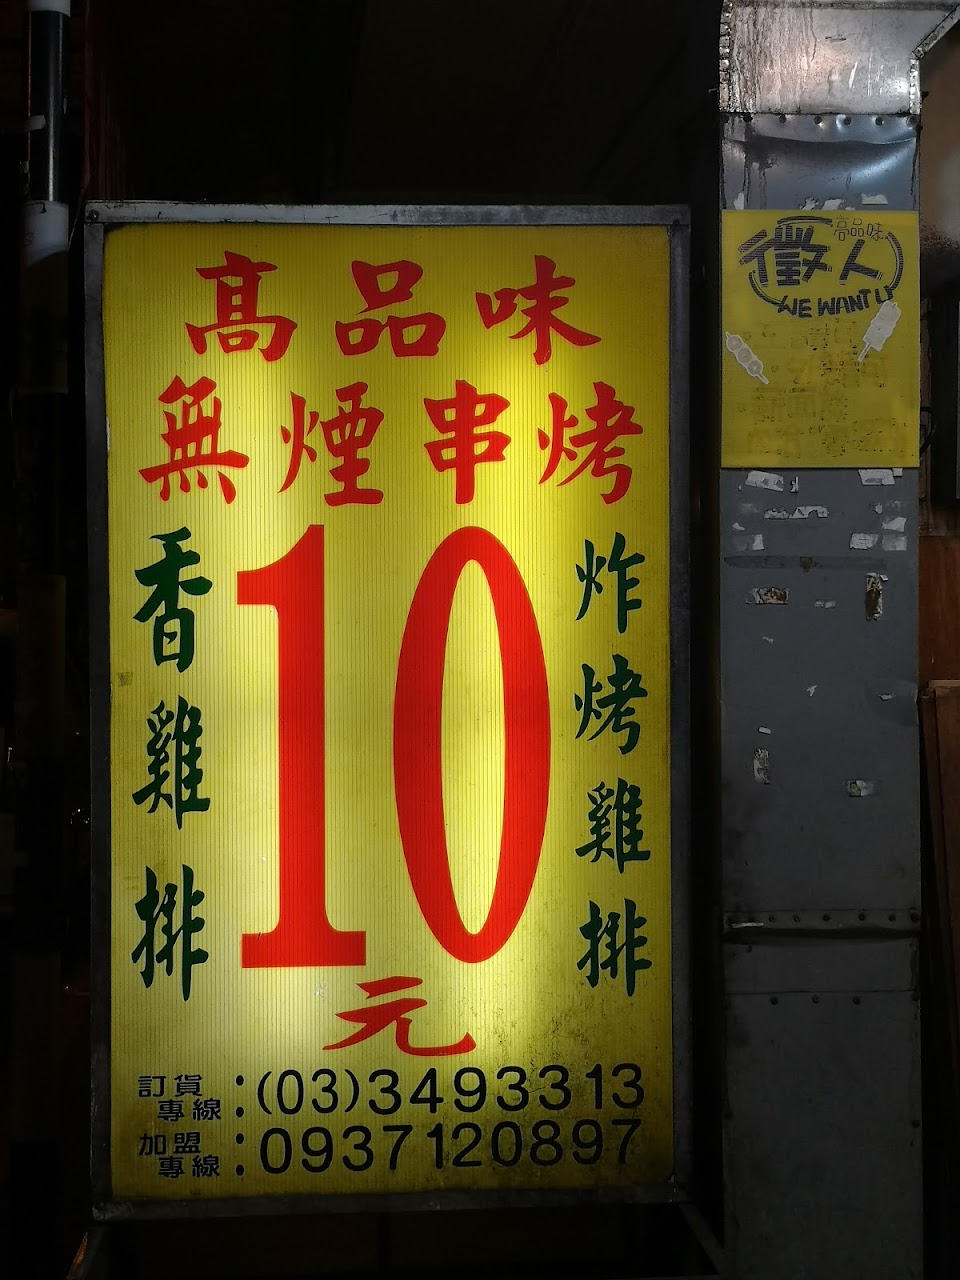 高品味
無煙串烤
香雞排
10
元
炸烤雞排
訂貨專線:(03)3493313
加盟專線:0937120897
高品味
徵人
WE WANT U